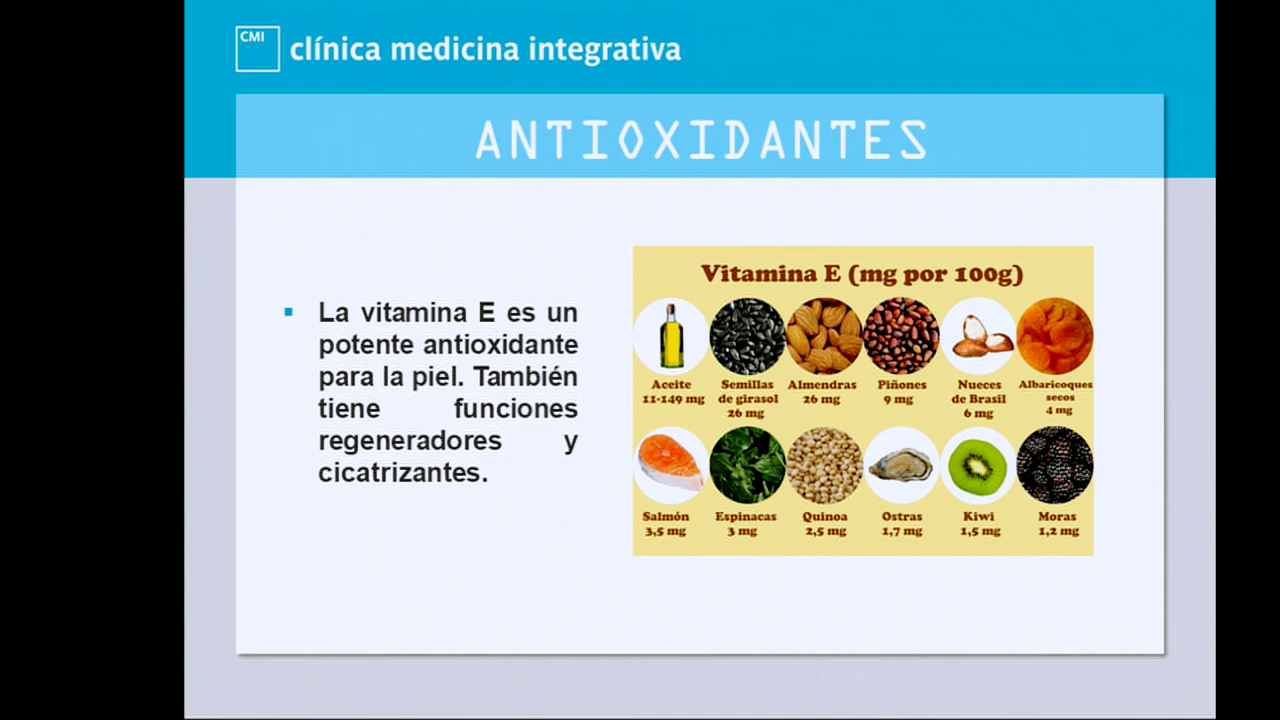 CMI
clínica medicina integrativa
ANTIOXIDANTES
▪ La vitamina E es un
potente antioxidante
para la piel. También
tiene funciones
regeneradores y
cicatrizantes.
Vitamina E (mg por 100g)
Aceite
11-149 mg
Semillas
de girasol
26 mg
Almendras
26 mg
Piñones
9 mg
Nueces
de Brasil
6 mg
Albaricoques
secos
4 mg
Salmón
3,5 mg
Espinacas
3 mg
Quinoa
2,5 mg
Ostras
1,7 mg
Kiwi
1,5 mg
Moras
1,2 mg